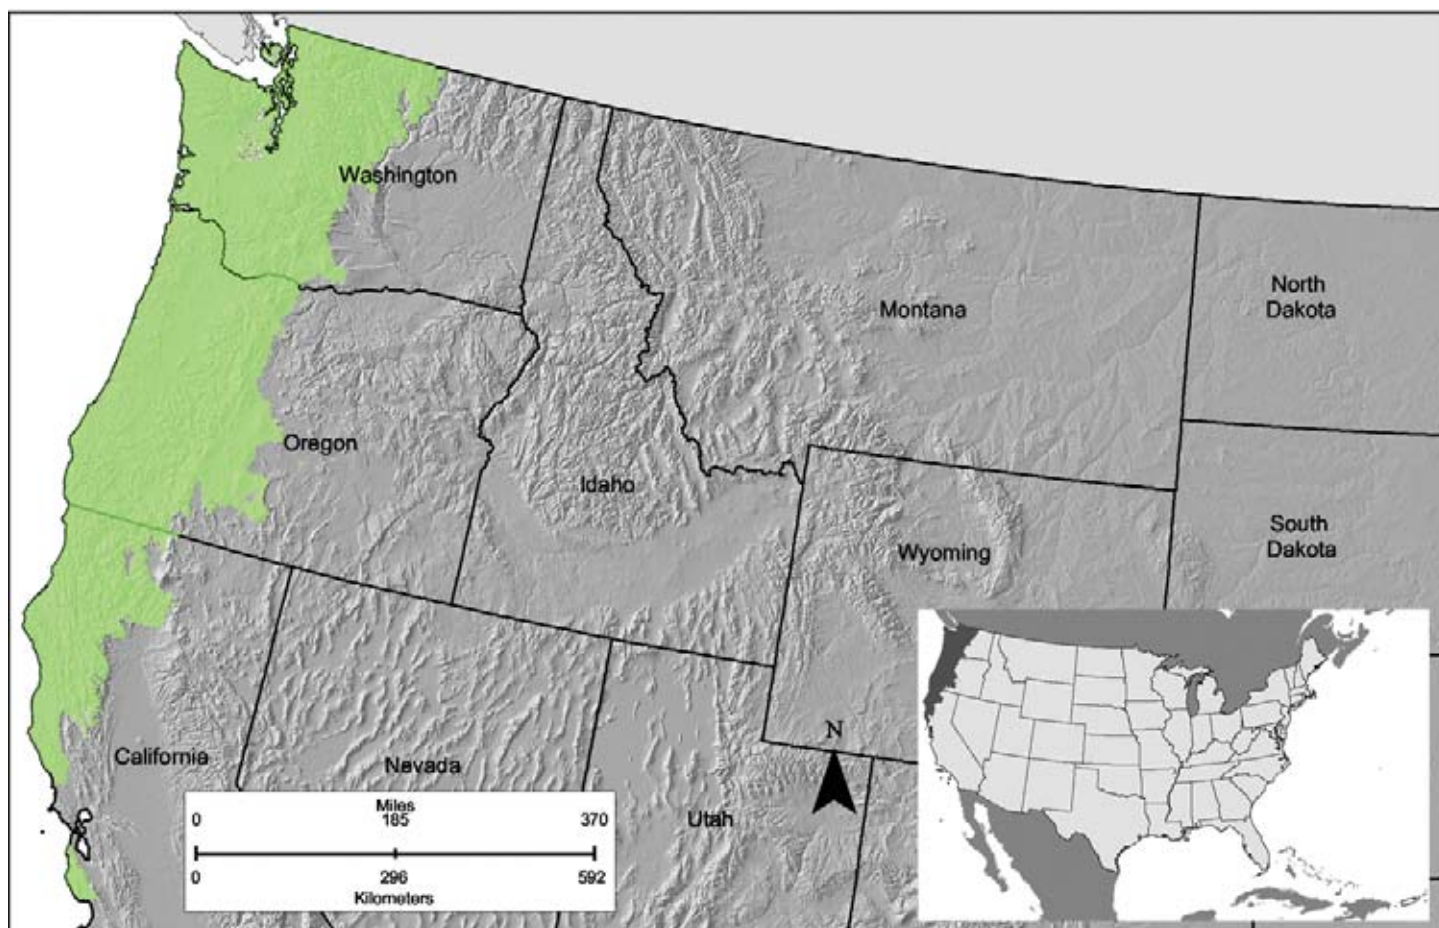 Washington
Montana
North
Dakota
Oregon
Idaho
South
Dakota
Wyoming
California
Nevada
Utah
N
Miles
0 185 370
0 296 592
Kilometers